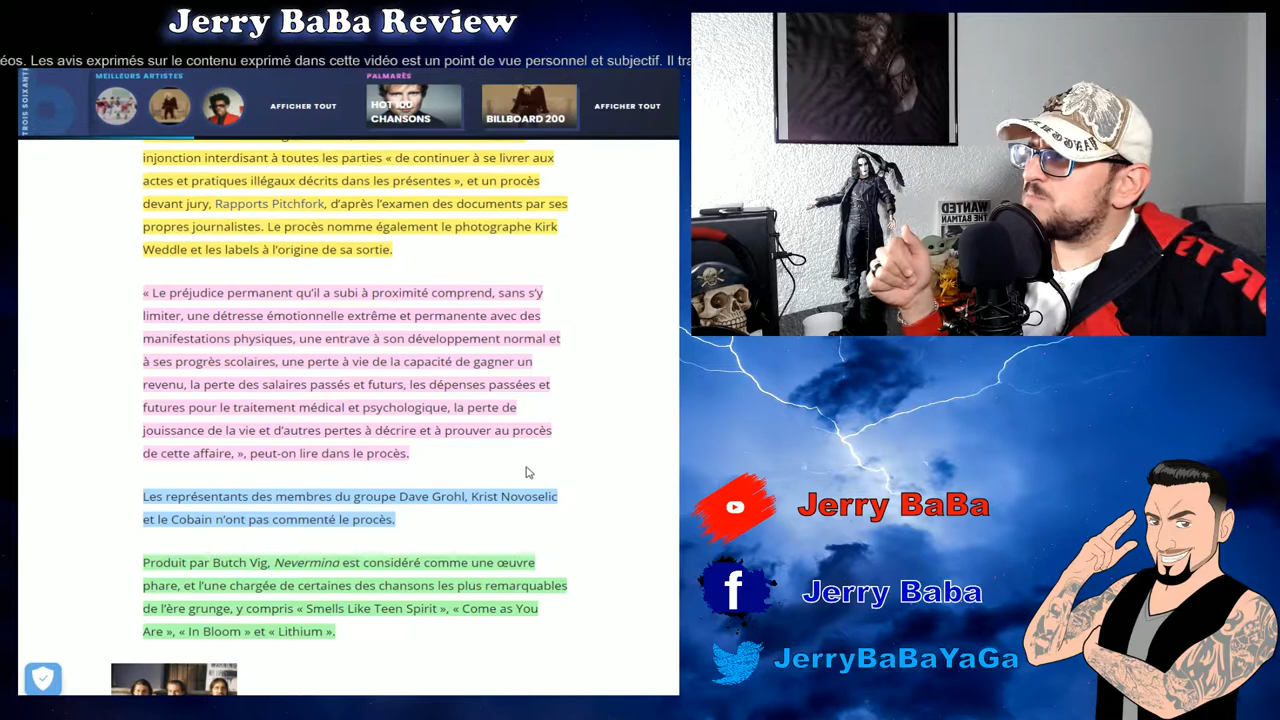 Jerry BaBa Review
éos. Les avis exprimés sur le contenu exprimé dans cette vidéo est un point de vue personnel et subjectif. Il tra
TROIS SOIXANT
MEILLEURS ARTISTES
AFFICHER TOUT
PALMARÈS
HOT 100
CHANSONS
BILLBOARD 200
AFFICHER TOUT
injonction interdisant à toutes les parties « de continuer à se livrer aux
actes et pratiques illégaux décrits dans les présentes », et un procès
devant jury, Rapports Pitchfork, d'après l'examen des documents par ses
propres journalistes. Le procès nomme également le photographe Kirk
Weddle et les labels à l'origine de sa sortie.
« Le préjudice permanent qu'il a subi à proximité comprend, sans s'y
limiter, une détresse émotionnelle extrême et permanente avec des
manifestations physiques, une entrave à son développement normal et
à ses progrès scolaires, une perte à vie de la capacité de gagner un
revenu, la perte des salaires passés et futurs, les dépenses passées et
futures pour le traitement médical et psychologique, la perte de
jouissance de la vie et d'autres pertes à décrire et à prouver au procès
de cette affaire, », peut-on lire dans le procès.
Les représentants des membres du groupe Dave Grohl, Krist Novoselic
et le Cobain n'ont pas commenté le procès.
Produit par Butch Vig, Nevermind est considéré comme une œuvre
phare, et l'une chargée de certaines des chansons les plus remarquables
de l'ère grunge, y compris « Smells Like Teen Spirit », « Come as You
Are », « In Bloom » et « Lithium ».
WANTED
THE BATMAN
Jerry BaBa
f
Jerry Baba
JerryBaBaYaGa